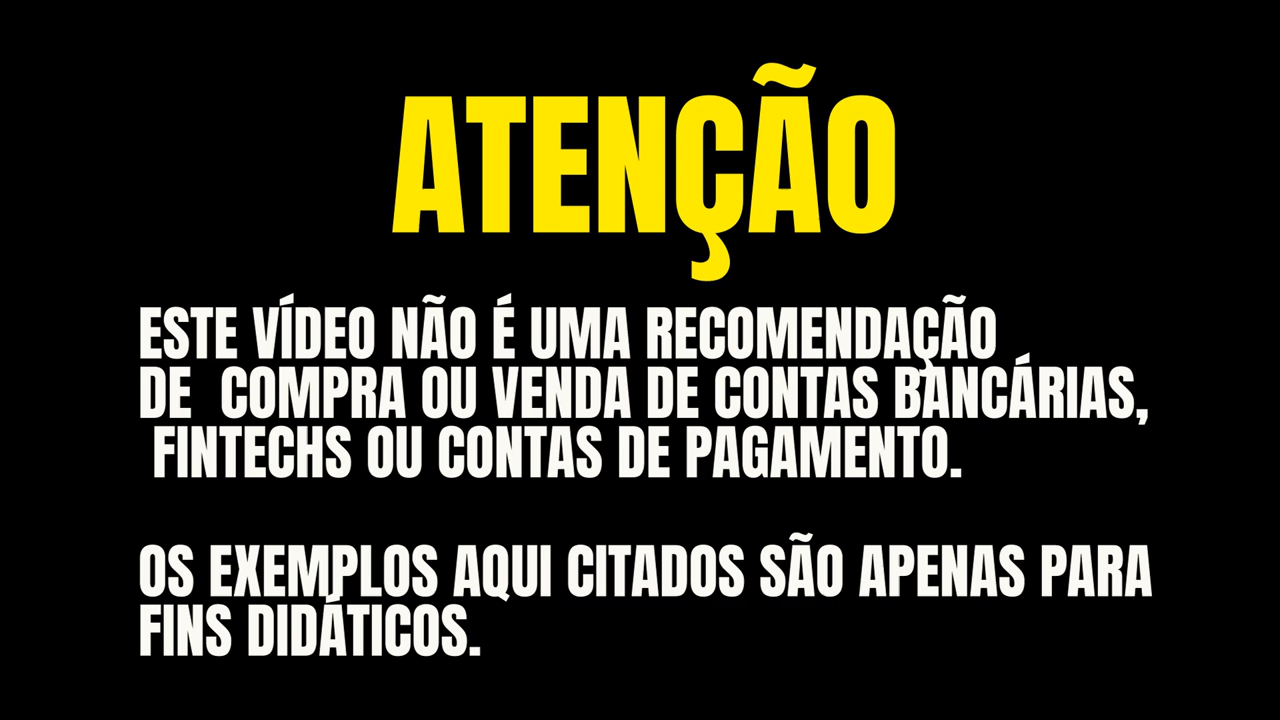 ATENÇÃO
ESTE VÍDEO NÃO É UMA RECOMENDAÇÃO
DE COMPRA OU VENDA DE CONTAS BANCÁRIAS,
FINTECHS OU CONTAS DE PAGAMENTO.
OS EXEMPLOS AQUI CITADOS SÃO APENAS PARA
FINS DIDÁTICOS.